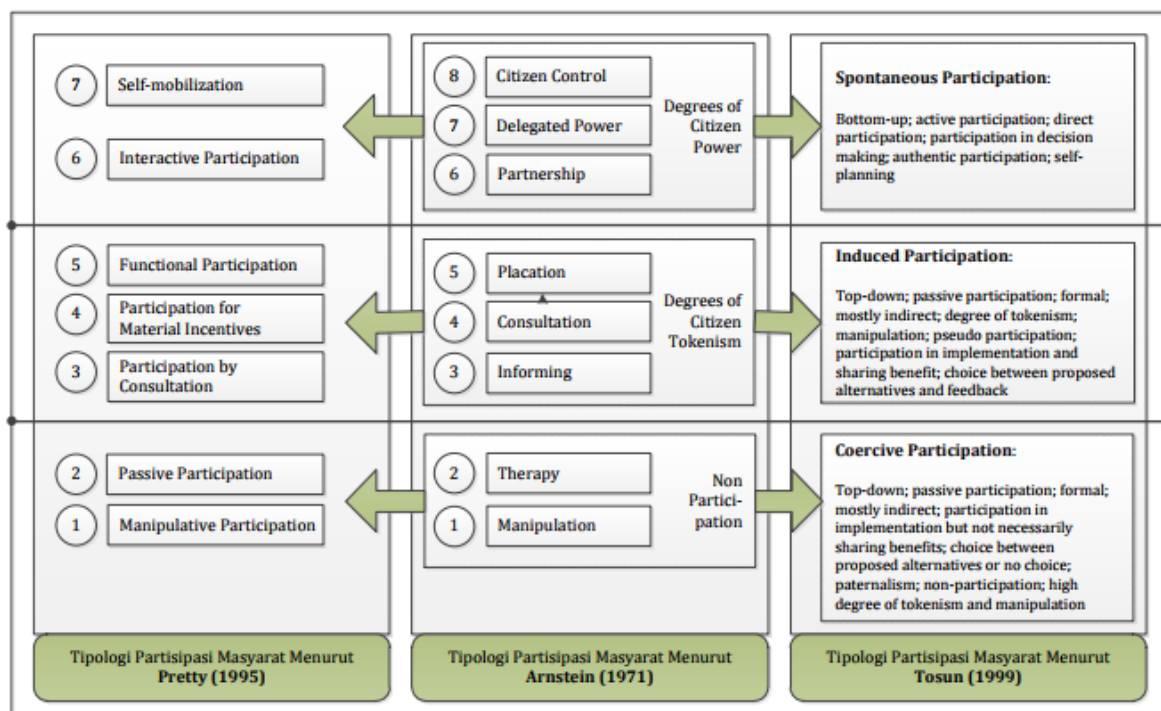 7
Self-mobilization
6
Interactive Participation
8
Citizen Control
7
Delegated Power
6
Partnership
Degrees of
Citizen
Power
Spontaneous Participation:
Bottom-up; active participation; direct
participation; participation in decision
making; authentic participation; self-
planning
5
Functional Participation
4
Participation for
Material Incentives
3
Participation by
Consultation
5
Placation
4
Consultation
3
Informing
Degrees of
Citizen
Tokenism
Induced Participation:
Top-down; passive participation; formal;
mostly indirect; degree of tokenism;
manipulation; pseudo participation;
participation in implementation and
sharing benefit; choice between proposed
alternatives and feedback
2
Passive Participation
1
Manipulative Participation
2
Therapy
1
Manipulation
Non
Partici-
pation
Coercive Participation:
Top-down; passive participation; formal;
mostly indirect; participation in
implementation but not necessarily
sharing benefits; choice between
proposed alternatives or no choice;
paternalism; non-participation; high
degree of tokenism and manipulation
Tipologi Partisipasi Masyarat Menurut
Pretty (1995)
Tipologi Partisipasi Masyarat Menurut
Arnstein (1971)
Tipologi Partisipasi Masyarat Menurut
Tosun (1999)